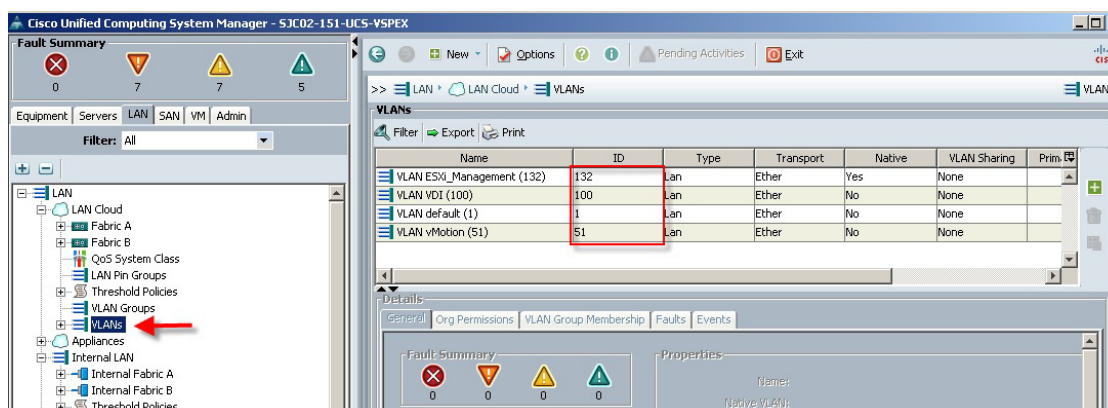 Cisco Unified Computing System Manager - SJC02-151-UCS-VSPEX
Fault Summary
0 7 7 5
Equipment Servers LAN SAN VM Admin
Filter: All
LAN
LAN Cloud
Fabric A
Fabric B
QoS System Class
LAN Pin Groups
Threshold Policies
VLAN Groups
VLANs
Appliances
Internal LAN
Internal Fabric A
Internal Fabric B
Threshold Policies
New Options Pending Activities Exit
CIS
>> LAN LAN Cloud VLANs VLAN
VLANs
Filter Export Print
Name ID Type Transport Native VLAN Sharing Prim.
VLAN ESXi_Management (132) 132 Lan Ether Yes None
VLAN VDI (100) 100 Lan Ether No None
VLAN default (1) 1 Lan Ether No None
VLAN vMotion (51) 51 Lan Ether No None
Details
General Org Permissions VLAN Group Membership Faults Events
Fault Summary
0 0 0 0
Properties
Name:
Native VLAN: